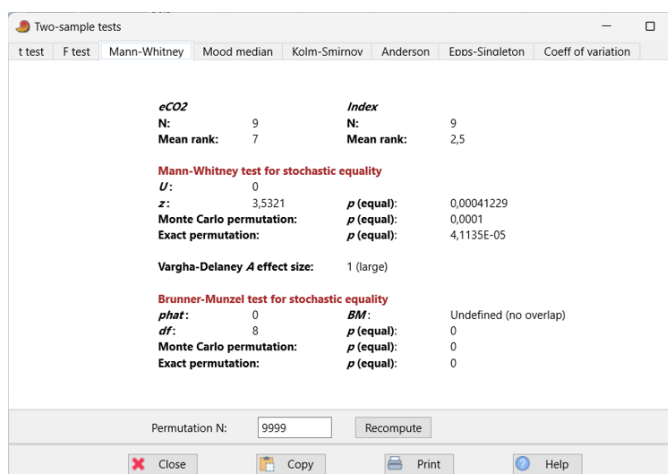 Two-sample tests
t test F test Mann-Whitney Mood median Kolm-Smirnov Anderson Epps-Singleton Coeff of variation
eCO2 Index
N: 9 N: 9
Mean rank: 7 Mean rank: 2,5
Mann-Whitney test for stochastic equality
U: 0
z: 3,5321 p (equal): 0,00041229
Monte Carlo permutation: p (equal): 0,0001
Exact permutation: p (equal): 4,1135E-05
Vargha-Delaney A effect size: 1 (large)
Brunner-Munzel test for stochastic equality
phat: 0 BM: Undefined (no overlap)
df: 8 p (equal): 0
Monte Carlo permutation: p (equal): 0
Exact permutation: p (equal): 0
Permutation N: 9999 Recompute
Close Copy Print Help